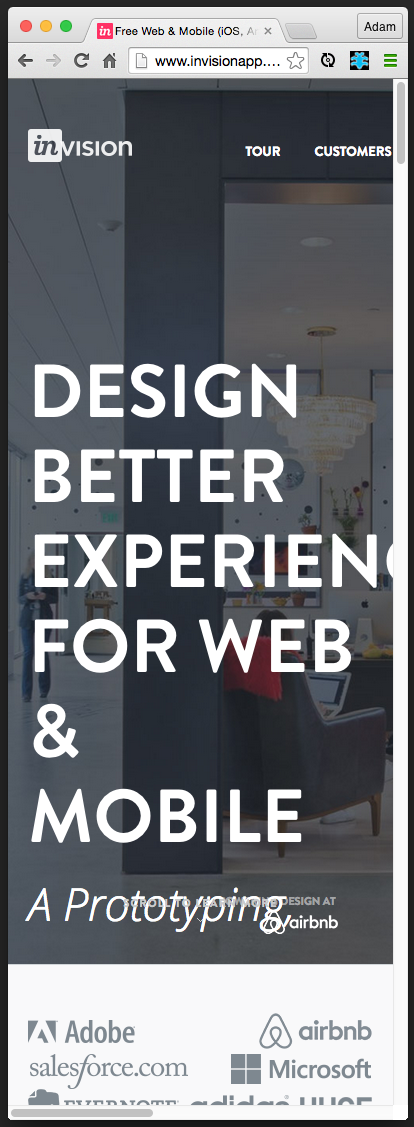 Free Web & Mobile (iOS, An
Adam
www.invisionapp....
invision
TOUR CUSTOMERS
DESIGN
BETTER
EXPERIENC
FOR WEB
&
MOBILE
A Prototyping
SCROLL TO LEARN MORE
DESIGN AT
airbnb
Adobe
airbnb
salesforce.com
Microsoft
EVERNOTE
adidas
HUGE